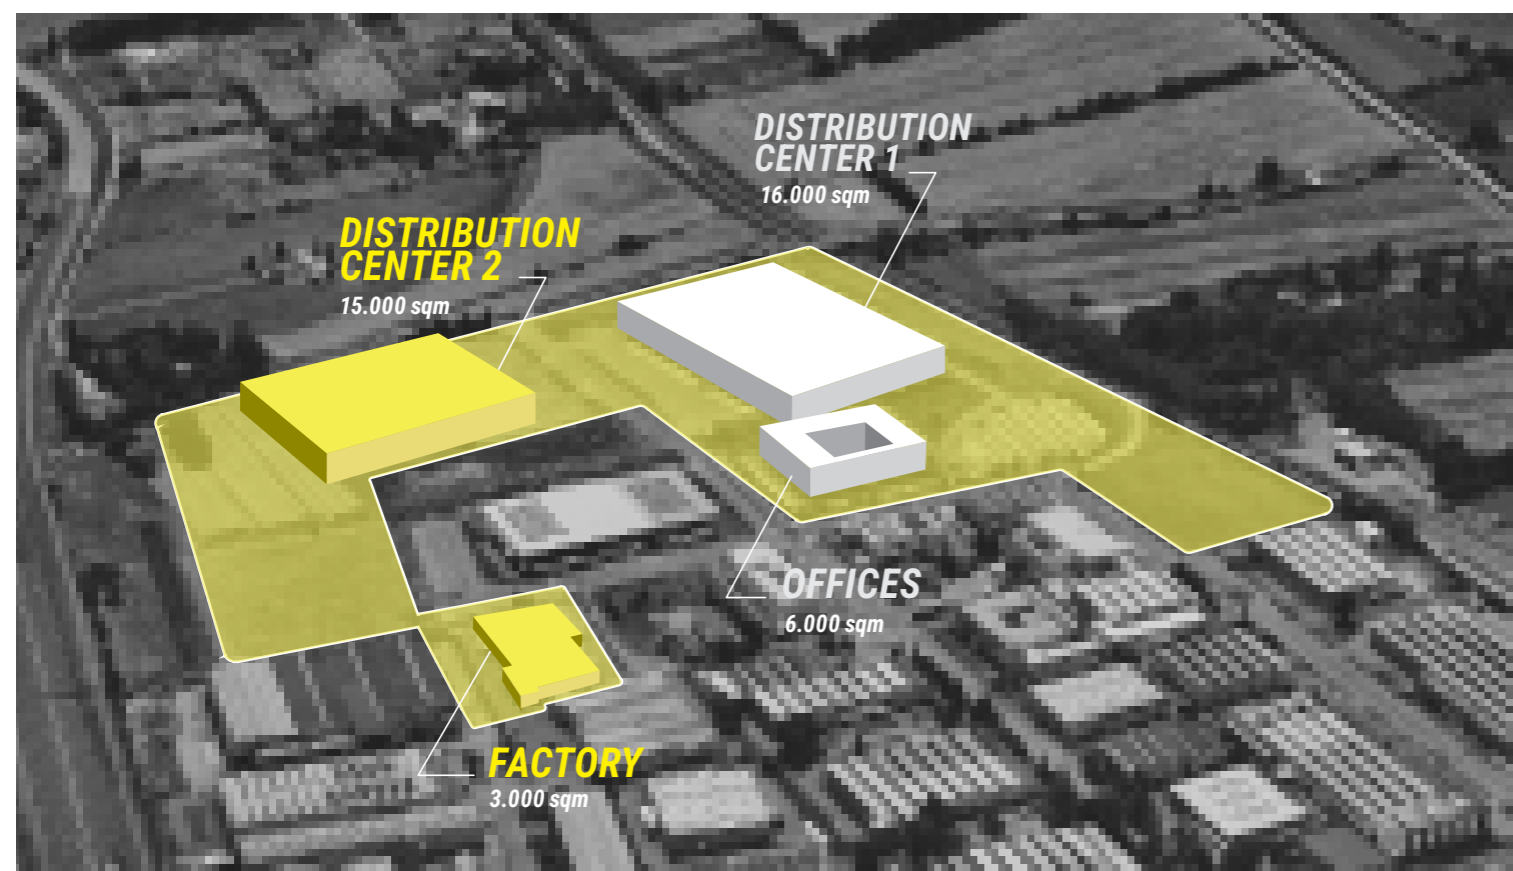 DISTRIBUTION
CENTER 1
16.000 sqm
DISTRIBUTION
CENTER 2
15.000 sqm
OFFICES
6.000 sqm
FACTORY
3.000 sqm